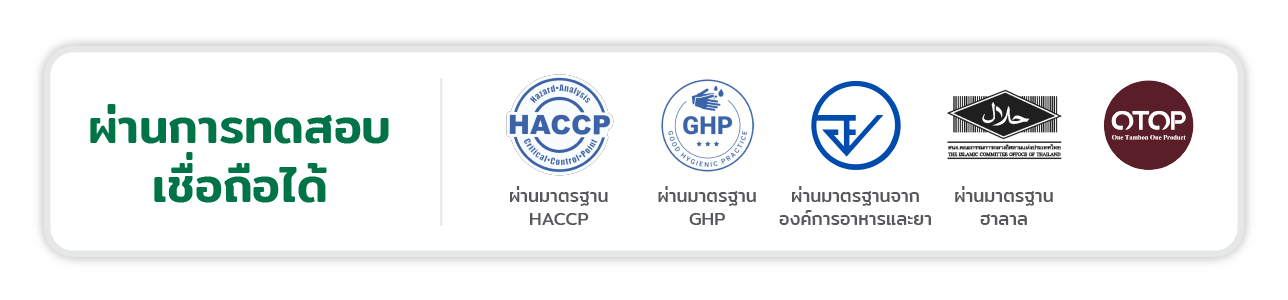 ผ่านการทดสอบ
เชื่อถือได้
Hazard•Analysis
HACCP
Critical•Control•Point
ผ่านมาตรฐาน
HACCP
GHP
GOOD HYGIENIC PRACTICE
ผ่านมาตรฐาน
GHP
ผ่านมาตรฐานจาก
องค์การอาหารและยา
حلال
THE ISLAMIC COMMITTEE OFFICE OF THAILAND
ผ่านมาตรฐาน
ฮาลาล
OTOP
One Tambon One Product